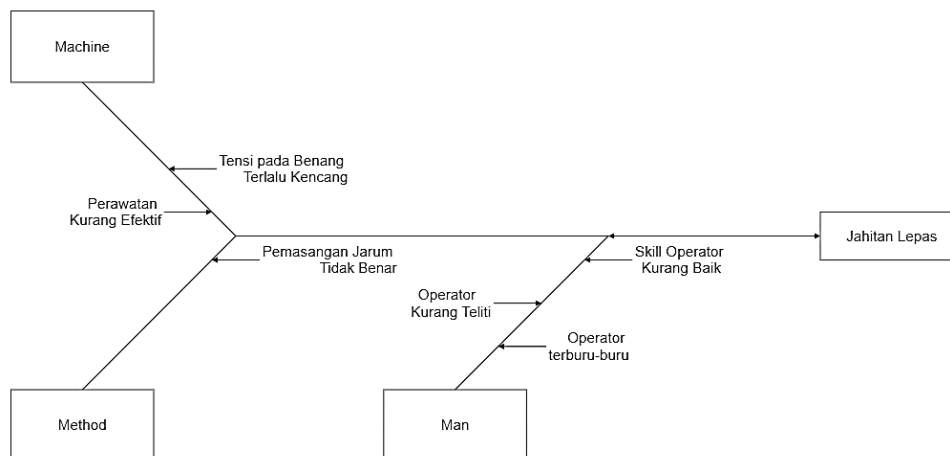 Machine
Tensi pada Benang
Terlalu Kencang
Perawatan
Kurang Efektif
Jahitan Lepas
Pemasangan Jarum
Tidak Benar
Skill Operator
Kurang Baik
Operator
Kurang Teliti
Operator
terburu-buru
Method
Man